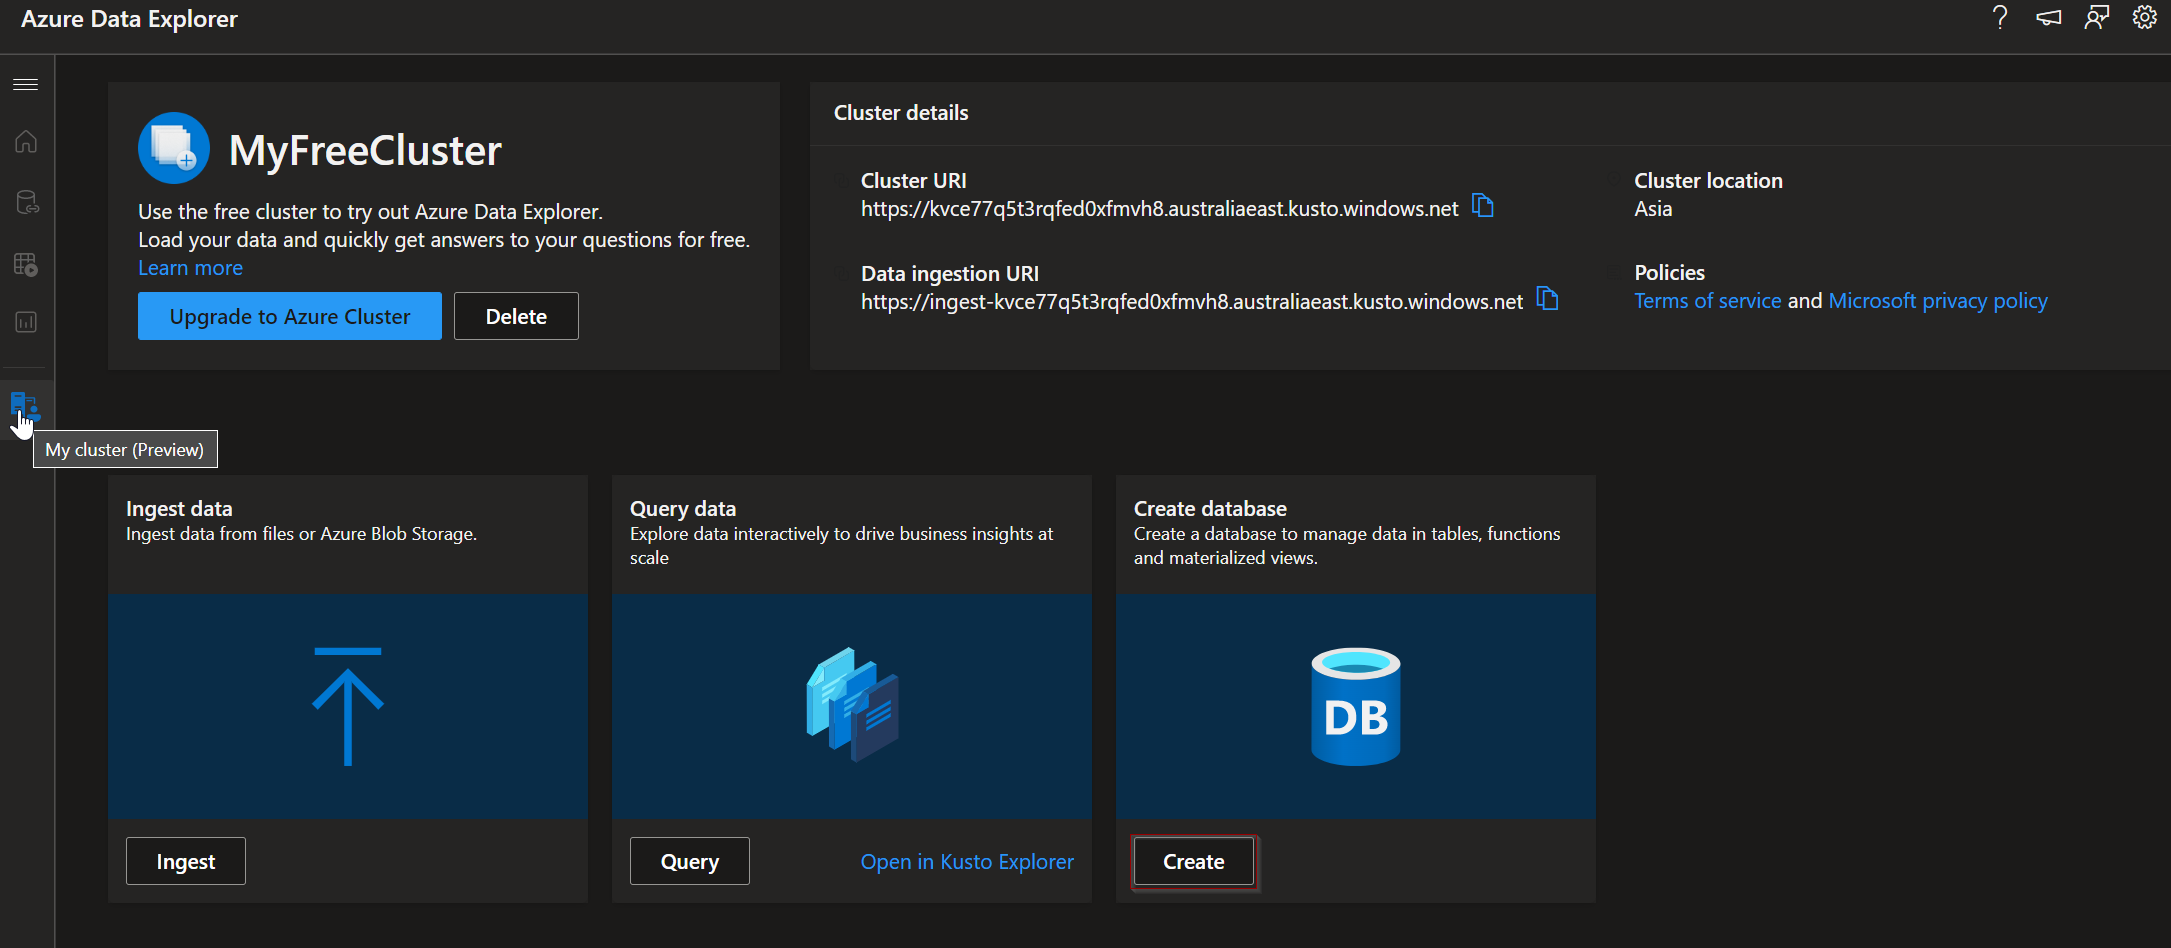 Azure Data Explorer
MyFreeCluster
Use the free cluster to try out Azure Data Explorer.
Load your data and quickly get answers to your questions for free.
Learn more
Upgrade to Azure Cluster
Delete
Cluster details
Cluster URI
https://kvce77q5t3rqfed0xfmvh8.australiaeast.kusto.windows.net
Cluster location
Asia
Data ingestion URI
https://ingest-kvce77q5t3rqfed0xfmvh8.australiaeast.kusto.windows.net
Policies
Terms of service and Microsoft privacy policy
My cluster (Preview)
Ingest data
Ingest data from files or Azure Blob Storage.
Ingest
Query data
Explore data interactively to drive business insights at
scale
Query
Open in Kusto Explorer
Create database
Create a database to manage data in tables, functions
and materialized views.
DB
Create